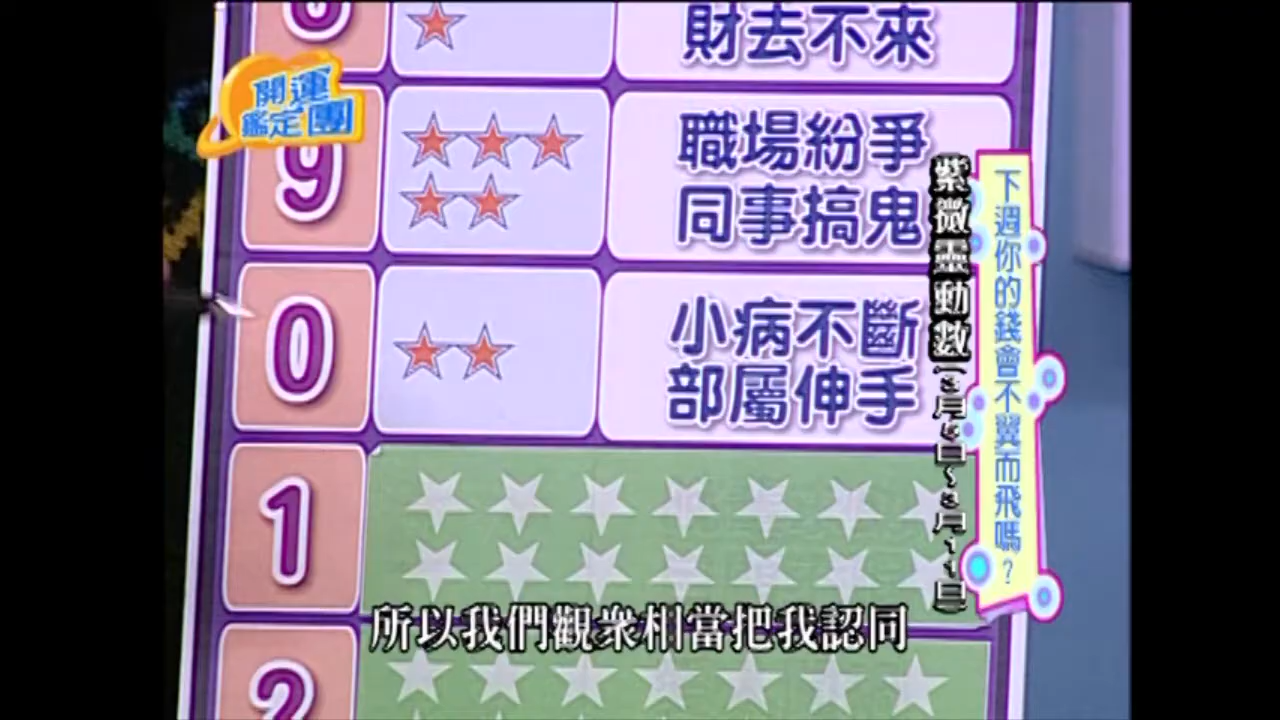 財去不來
開運
鑑定團
9
職場紛爭
同事搞鬼
0
小病不斷
部屬伸手
1
2
紫微靈動數
下週你的錢會不翼而飛嗎?
所以我們觀眾相當把我認同